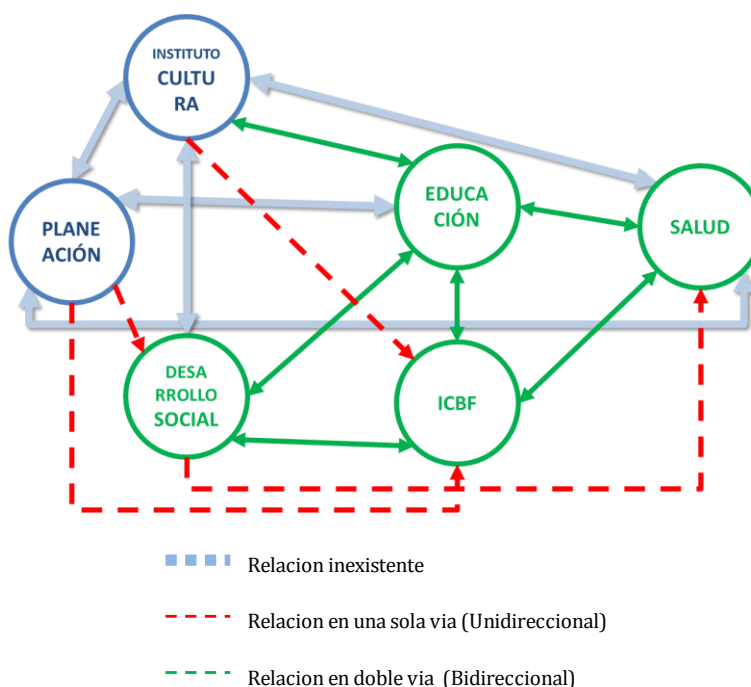 INSTITUTO
CULTU
RA
EDUCA
CIÓN
SALUD
PLANE
ACIÓN
DESA
RROLLO
SOCIAL
ICBF
Relacion inexistente
Relacion en una sola via (Unidireccional)
Relacion en doble via (Bidireccional)